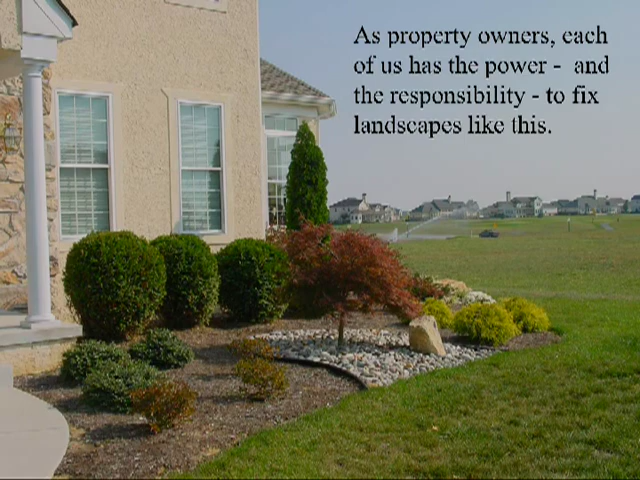 As property owners, each
of us has the power - and
the responsibility - to fix
landscapes like this.